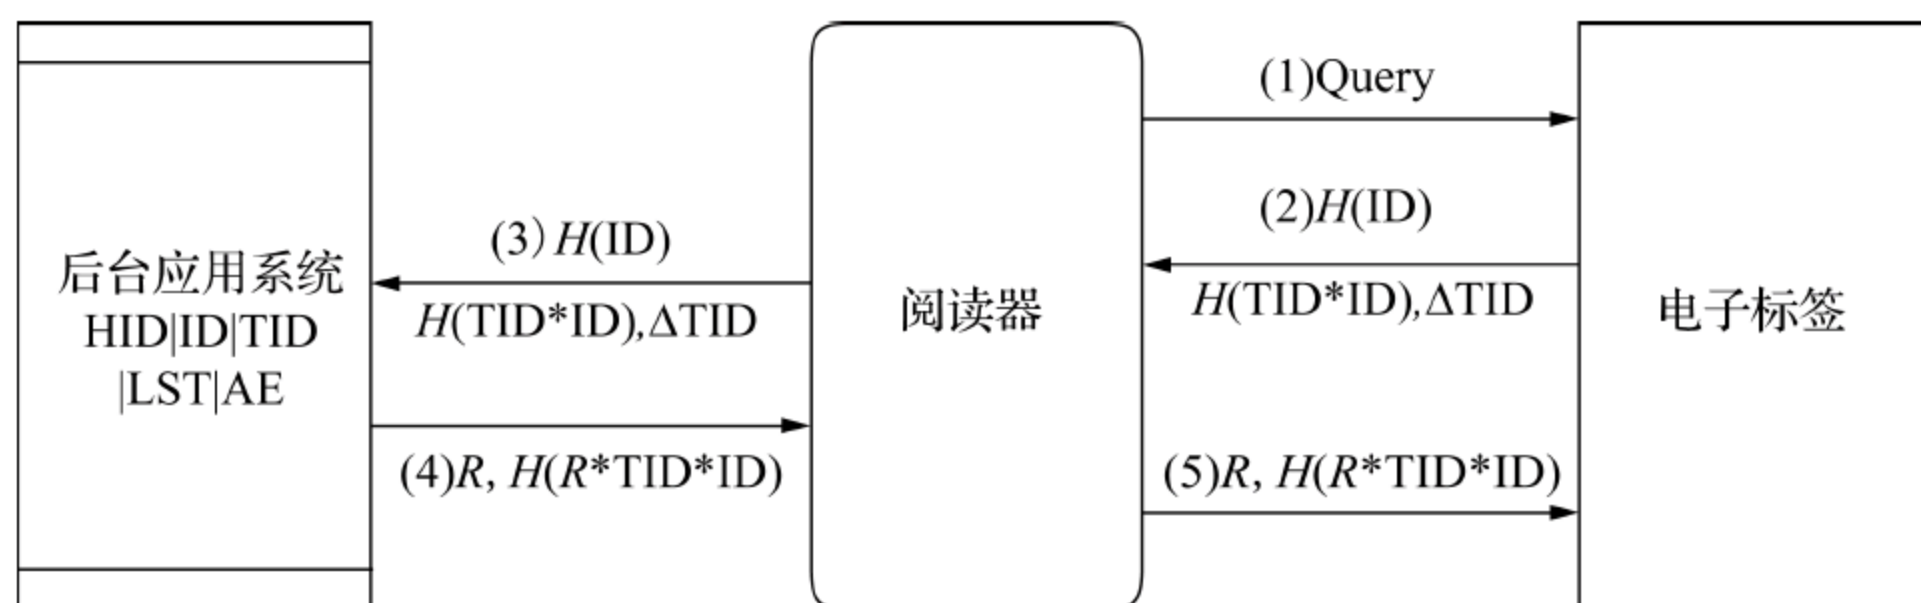 后台应用系统
HID|ID|TID
|LST|AE
(3) H(ID)
H(TID*ID),ΔTID
(4)R, H(R*TID*ID)
阅读器
(1)Query
(2)H(ID)
H(TID*ID),ΔTID
(5)R, H(R*TID*ID)
电子标签